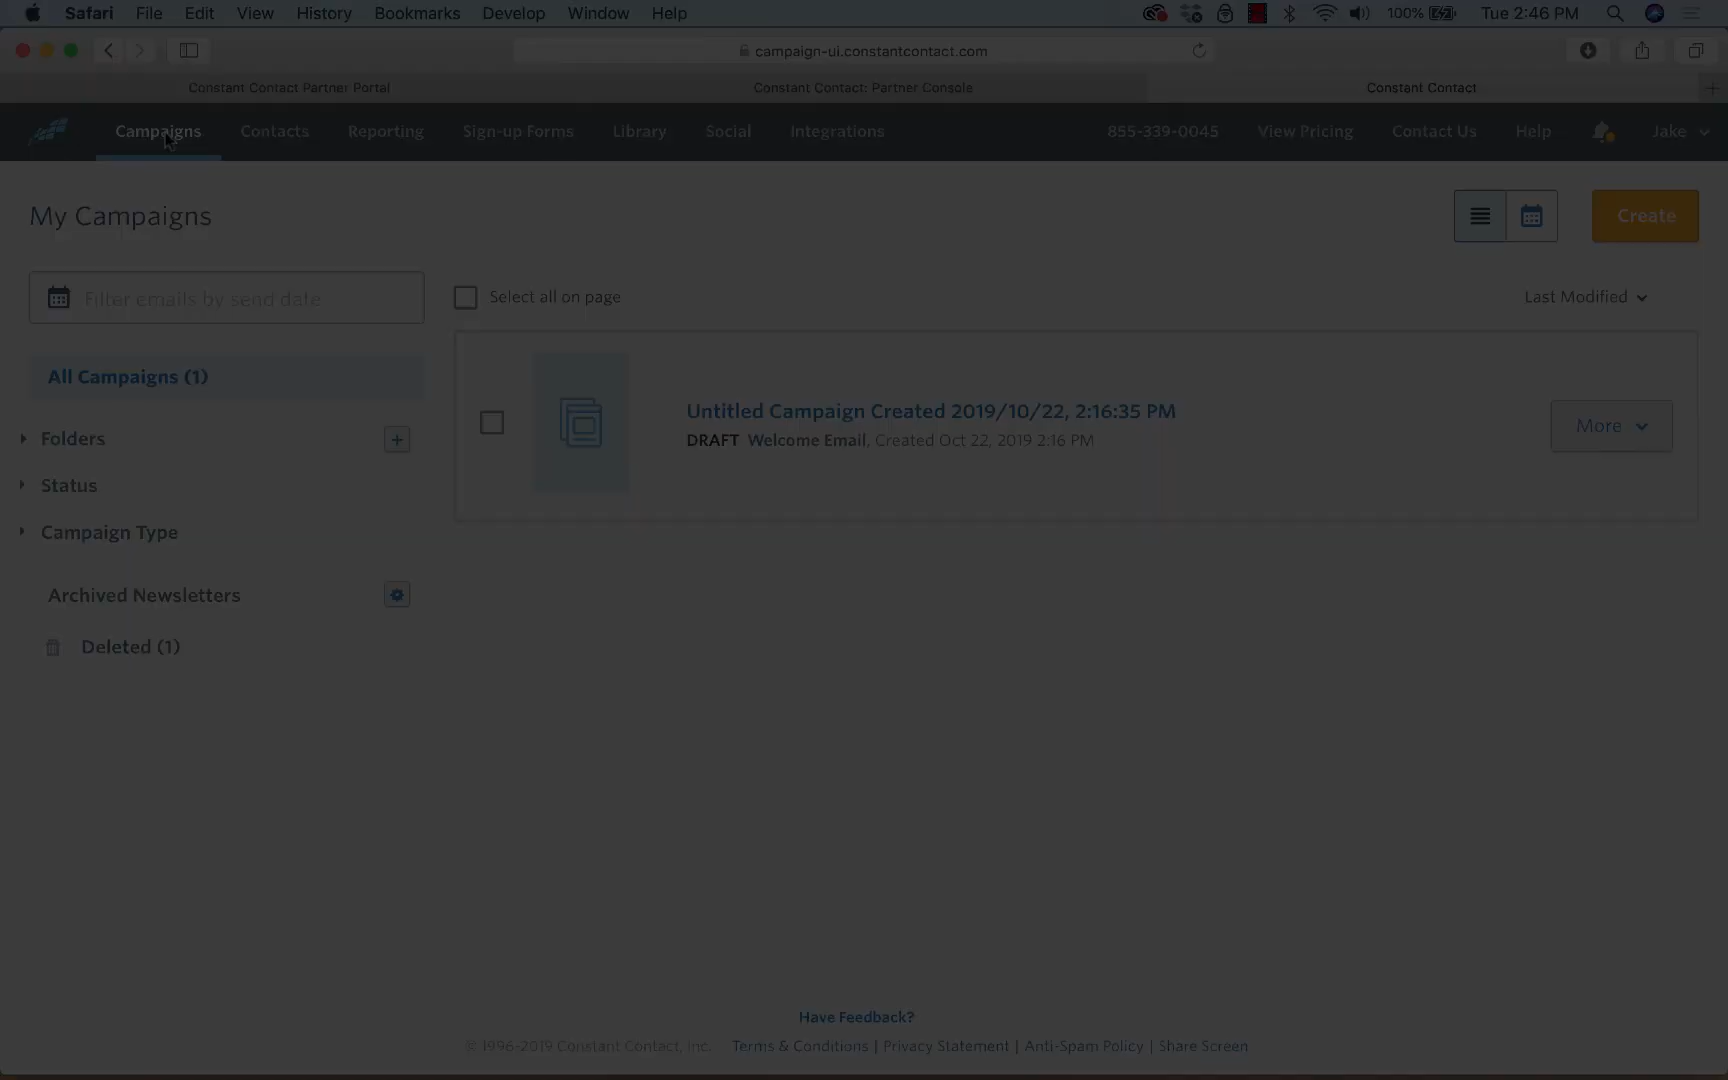 Safari File Edit View History Bookmarks Develop Window Help 100% Tue 2:46 PM
campaign-ui.constantcontact.com
Constant Contact Partner Portal Constant Contact: Partner Console Constant Contact
Campaigns Contacts Reporting Sign-up Forms Library Social Integrations 855-339-0045 View Pricing Contact Us Help Jake
My Campaigns Create
Filter emails by send date Select all on page Last Modified
All Campaigns (1)
Untitled Campaign Created 2019/10/22, 2:16:35 PM
DRAFT Welcome Email, Created Oct 22, 2019 2:16 PM
More
Folders
Status
Campaign Type
Archived Newsletters
Deleted (1)
Have Feedback?
© 1996-2019 Constant Contact, Inc. Terms & Conditions | Privacy Statement | Anti-Spam Policy | Share Screen